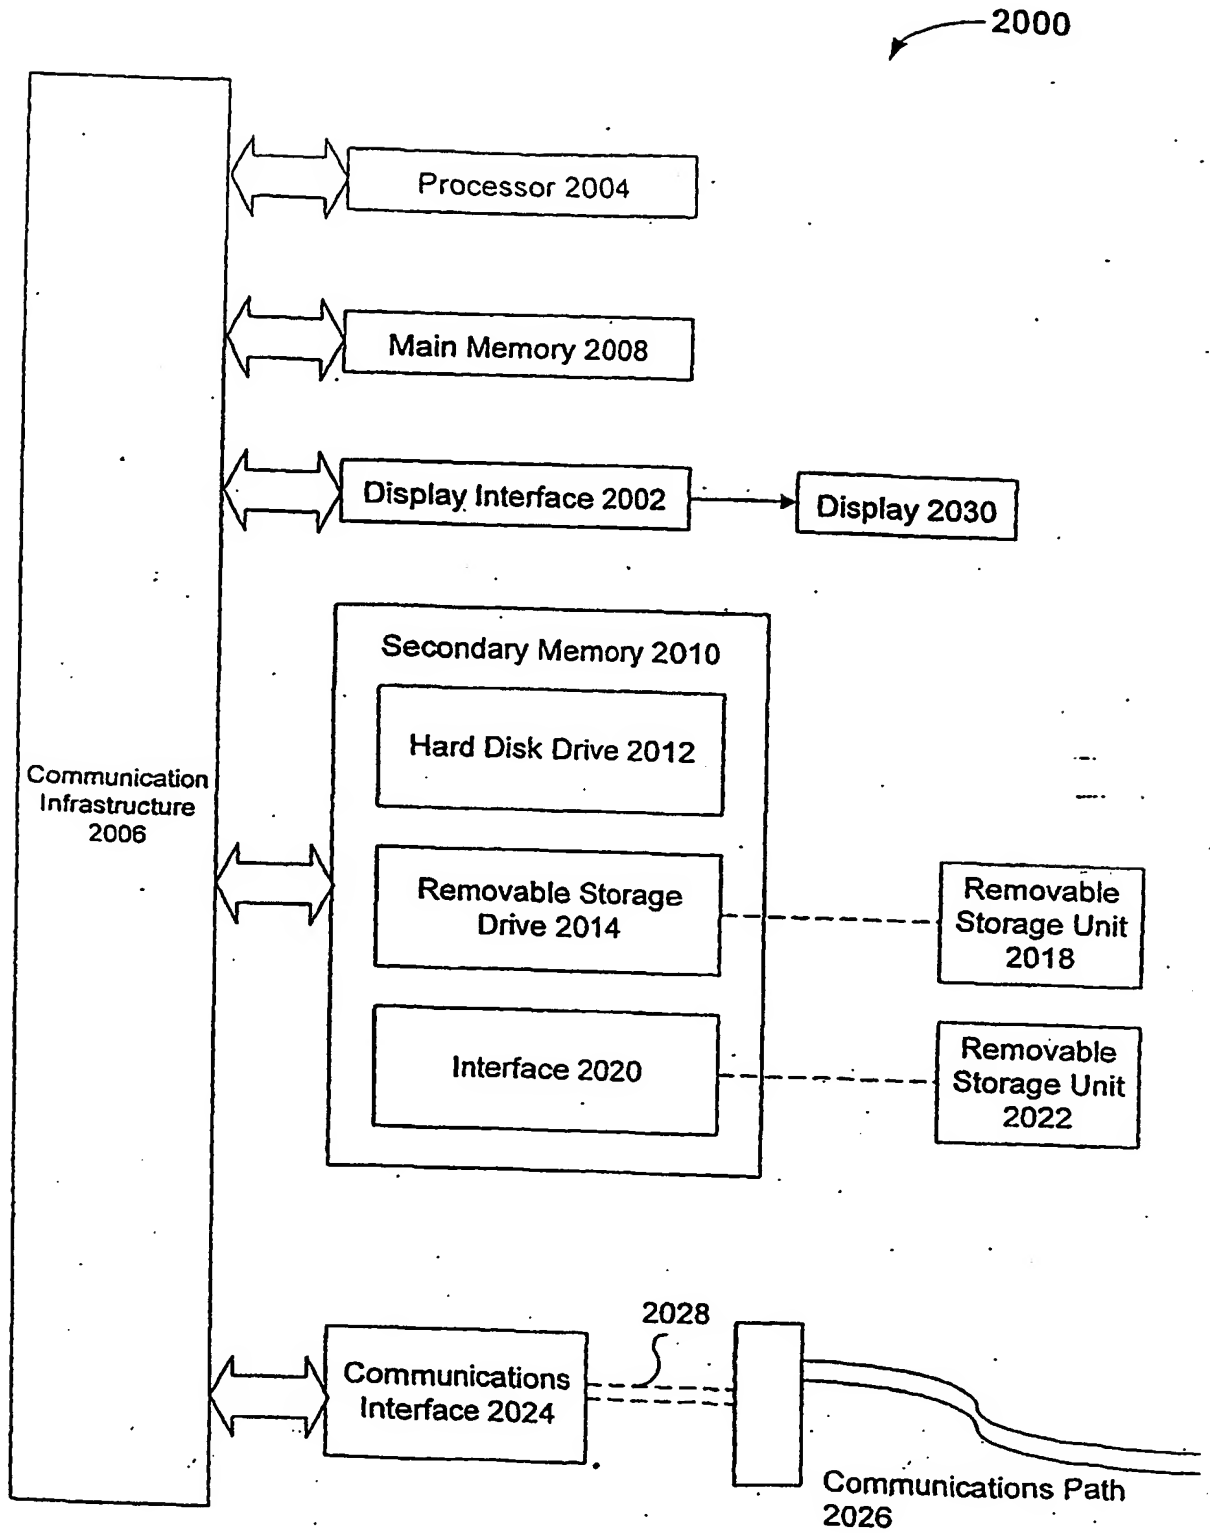 2000
Processor 2004
Main Memory 2008
Display Interface 2002
Display 2030
Secondary Memory 2010
Hard Disk Drive 2012
Communication
Infrastructure
2006
Removable Storage
Drive 2014
Removable
Storage Unit
2018
Interface 2020
Removable
Storage Unit
2022
2028
Communications
Interface 2024
Communications Path
2026